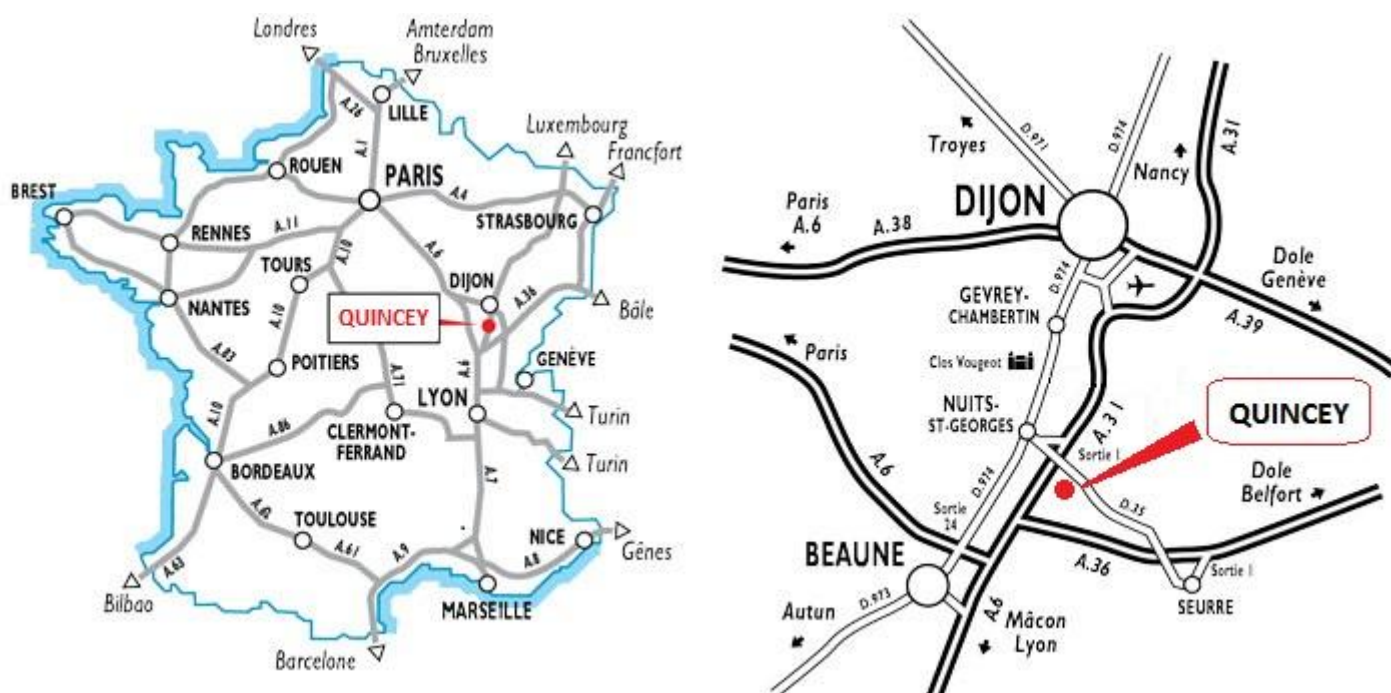 Londres
Amsterdam
Bruxelles
A.26
LILLE
A.1
Luxembourg
Francfort
ROUEN
PARIS
BREST
A.4
STRASBOURG
RENNES
A.11
A.10
A.6
TOURS
DIJON
NANTES
A.36
Bâle
QUINCEY
A.10
A.83
POITIERS
GENÈVE
A.71
LYON
Turin
A.10
A.86
CLERMONT-
FERRAND
Turin
BORDEAUX
A.7
TOULOUSE
A.61
A.9
NICE
A.8
Gênes
A.63
Bilbao
MARSEILLE
Barcelone
D.971
D.974
A.31
Troyes
Nancy
DIJON
Paris
A.6
A.38
D.974
Dole
Genève
GEVREY-
CHAMBERTIN
A.39
Paris
Clos Vougeot
NUITS-
ST-GEORGES
A.31
QUINCEY
Sortie 1
A.6
D.974
Dole
Belfort
Sortie
24
D.35
BEAUNE
A.36
Sortie 1
SEURRE
Autun
D.973
A.6
Mâcon
Lyon